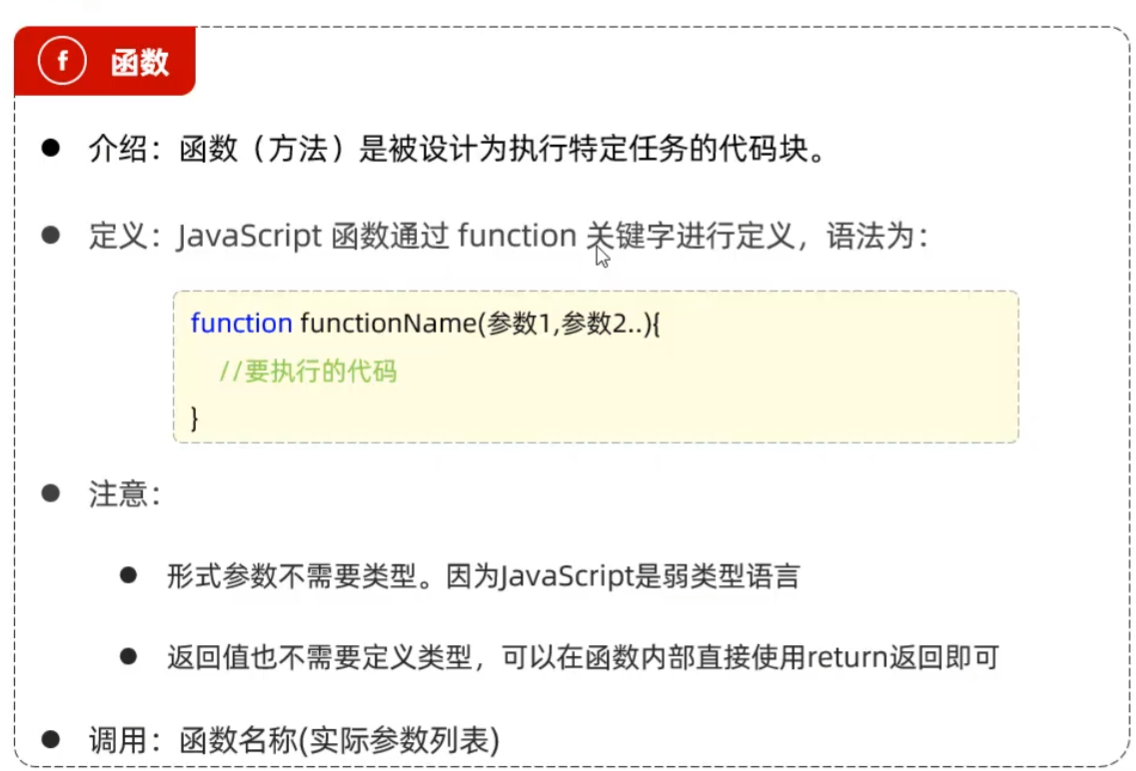 f 函数
介绍：函数（方法）是被设计为执行特定任务的代码块。
定义：JavaScript 函数通过 function 关键字进行定义，语法为：
function functionName(参数1,参数2..){
//要执行的代码
}
注意：
形式参数不需要类型。因为JavaScript是弱类型语言
返回值也不需要定义类型，可以在函数内部直接使用return返回即可
调用：函数名称(实际参数列表)